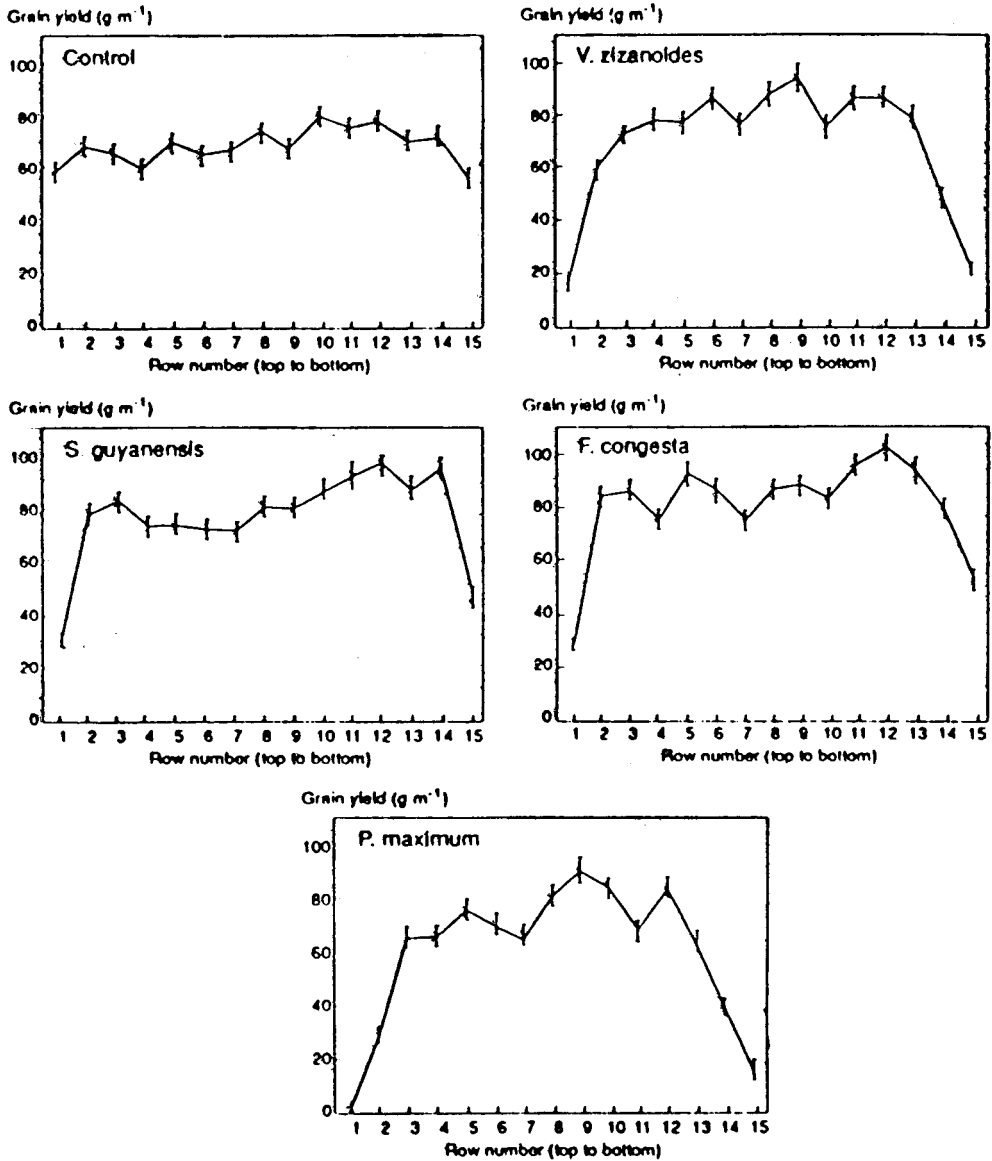 Grain yield (g m⁻¹)
Control
100
80
60
40
20
0
1 2 3 4 5 6 7 8 9 10 11 12 13 14 15
Row number (top to bottom)
Grain yield (g m⁻¹)
V. zizanoides
100
80
60
40
20
0
1 2 3 4 5 6 7 8 9 10 11 12 13 14 15
Row number (top to bottom)
Grain yield (g m⁻¹)
S. guyanensis
100
80
60
40
20
0
1 2 3 4 5 6 7 8 9 10 11 12 13 14 15
Row number (top to bottom)
Grain yield (g m⁻¹)
F. congesta
100
80
60
40
20
0
1 2 3 4 5 6 7 8 9 10 11 12 13 14 15
Row number (top to bottom)
Grain yield (g m⁻¹)
P. maximum
100
80
60
40
20
0
1 2 3 4 5 6 7 8 9 10 11 12 13 14 15
Row number (top to bottom)